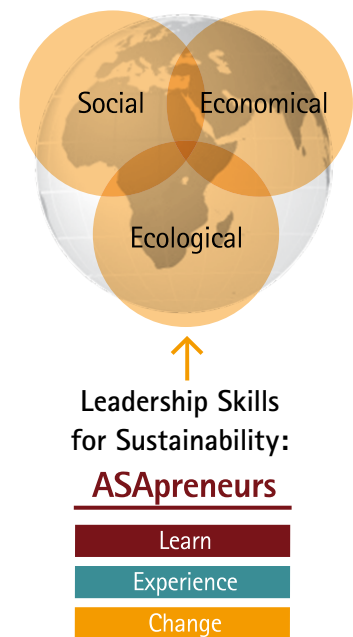 Social
Economical
Ecological
Leadership Skills
for Sustainability:
ASApreneurs
Learn
Experience
Change